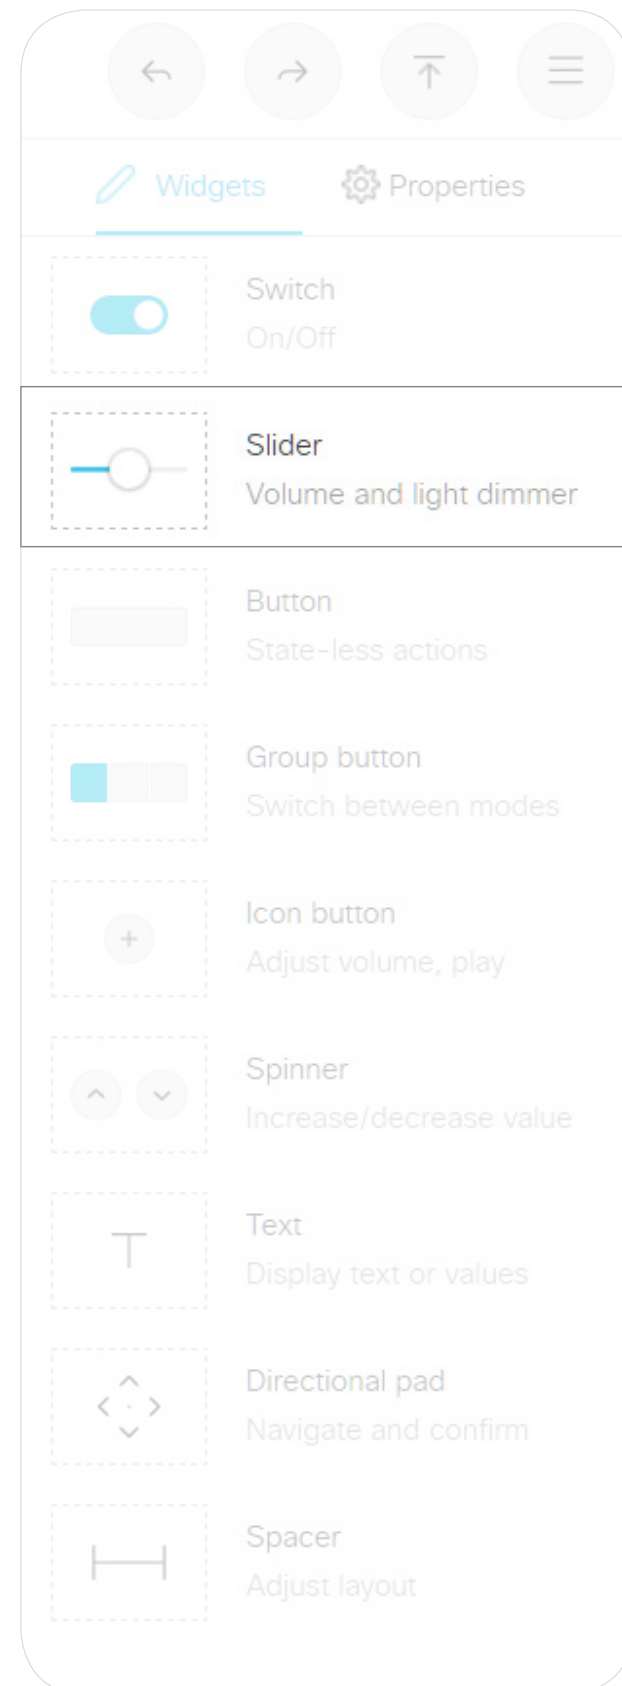 Widgets
Properties
Switch
On/Off
Slider
Volume and light dimmer
Button
State-less actions
Group button
Switch between modes
Icon button
Adjust volume, play
Spinner
Increase/decrease value
Text
Display text or values
Directional pad
Navigate and confirm
Spacer
Adjust layout